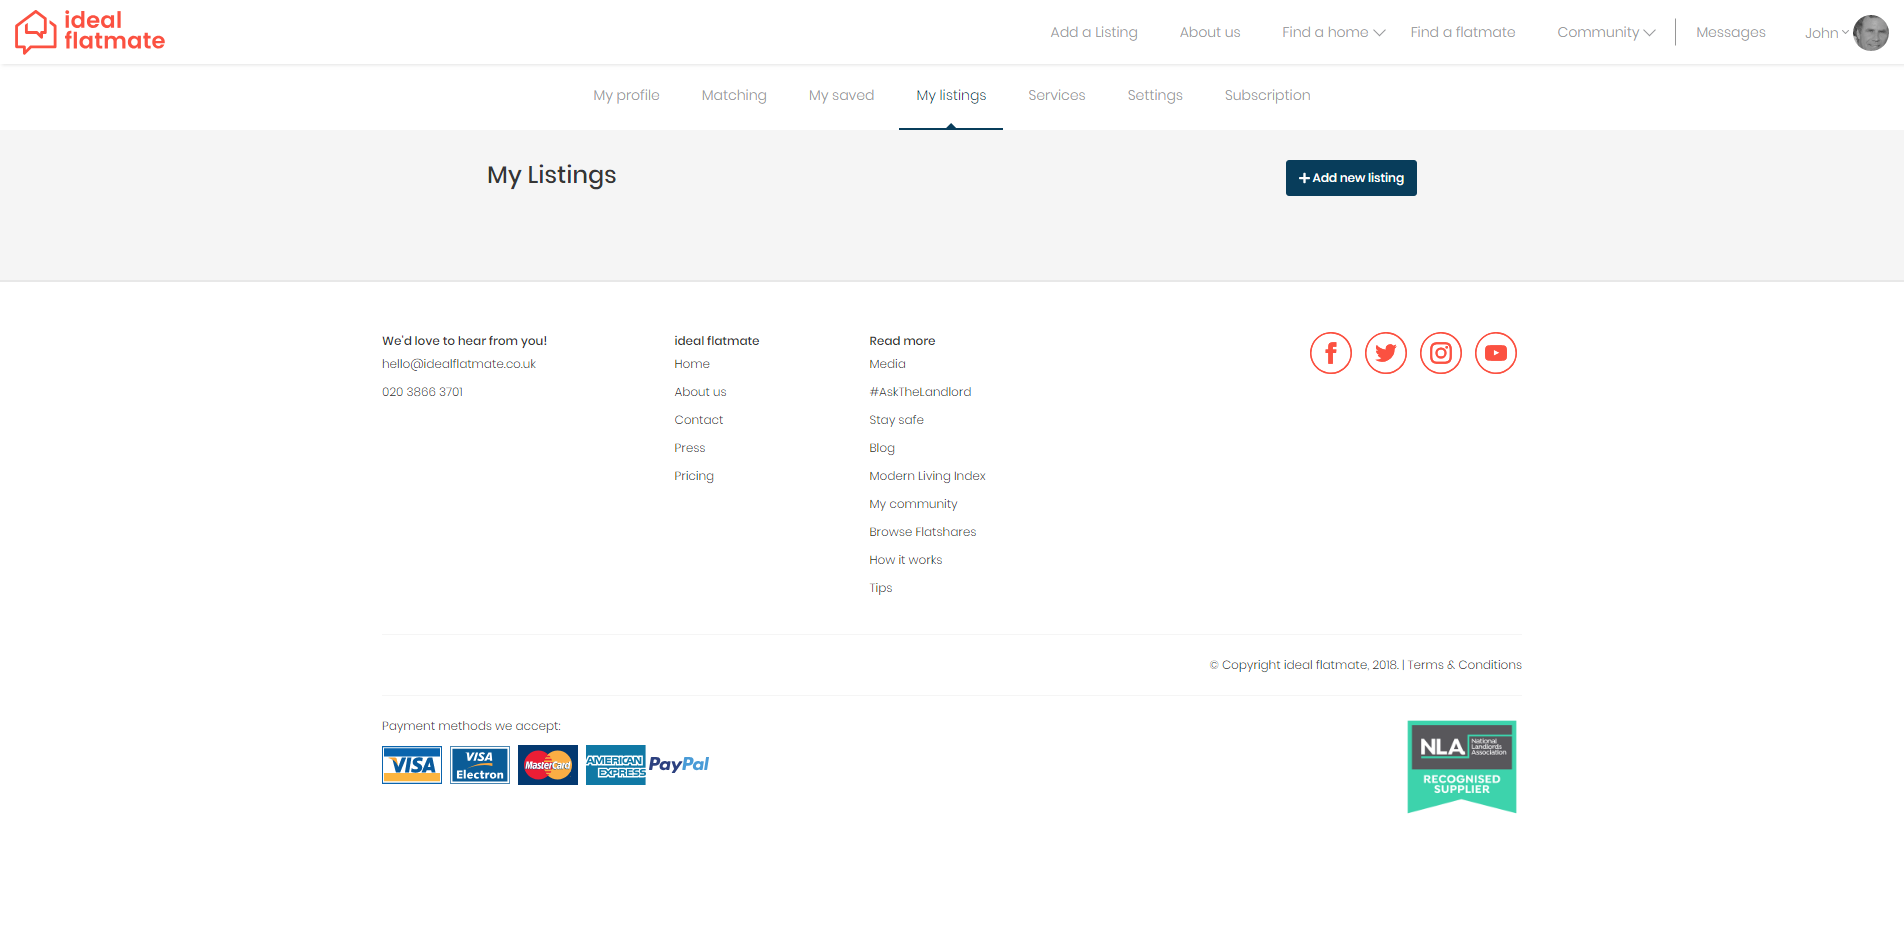 ideal
flatmate
Add a Listing
About us
Find a home
Find a flatmate
Community
Messages
John
My profile
Matching
My saved
My listings
Services
Settings
Subscription
My Listings
Add new listing
We'd love to hear from you!
hello@idealflatmate.co.uk
020 3866 3701
ideal flatmate
Home
About us
Contact
Press
Pricing
Read more
Media
#AskTheLandlord
Stay safe
Blog
Modern Living Index
My community
Browse Flatshares
How it works
Tips
© Copyright ideal flatmate, 2018. | Terms & Conditions
Payment methods we accept:
VISA
VISA
Electron
MasterCard
AMERICAN
EXPRESS
PayPal
NLA
National
Landlords
Association
RECOGNISED
SUPPLIER